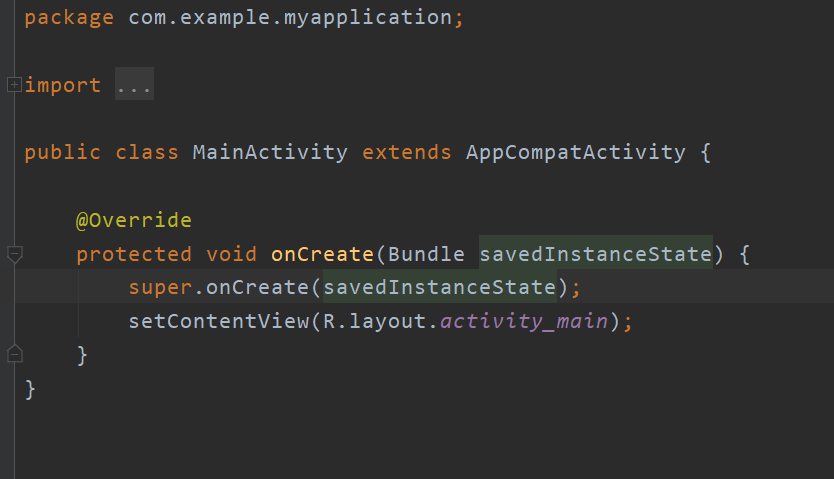 package com.example.myapplication;
import ...
public class MainActivity extends AppCompatActivity {
@Override
protected void onCreate(Bundle savedInstanceState) {
super.onCreate(savedInstanceState);
setContentView(R.layout.activity_main);
}
}